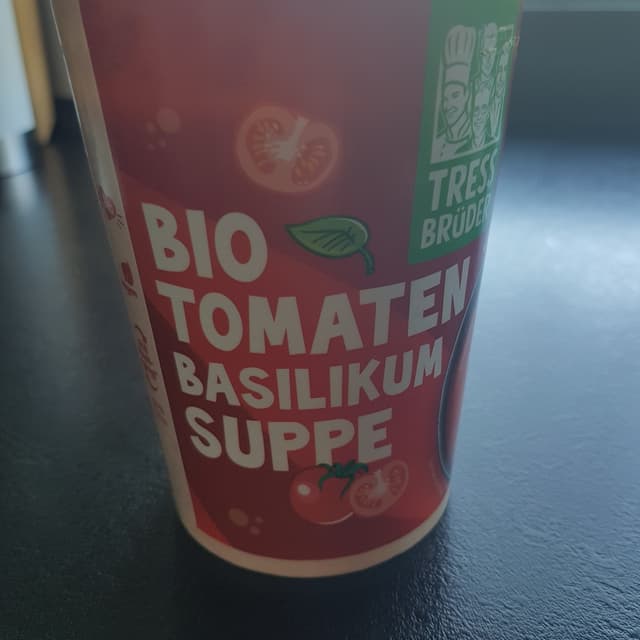 TRESS
BRÜDER
BIO
TOMATEN
BASILIKUM
SUPPE